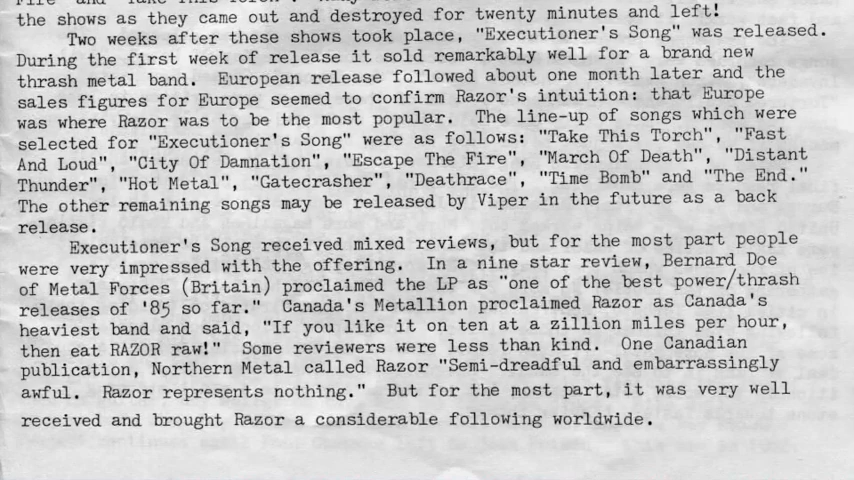 the shows as they came out and destroyed for twenty minutes and left!
Two weeks after these shows took place, "Executioner's Song" was released.
During the first week of release it sold remarkably well for a brand new
thrash metal band. European release followed about one month later and the
sales figures for Europe seemed to confirm Razor's intuition: that Europe
was where Razor was to be the most popular. The line-up of songs which were
selected for "Executioner's Song" were as follows: "Take This Torch", "Fast
And Loud", "City Of Damnation", "Escape The Fire", "March Of Death", "Distant
Thunder", "Hot Metal", "Gatecrasher", "Deathrace", "Time Bomb" and "The End."
The other remaining songs may be released by Viper in the future as a back
release.
Executioner's Song received mixed reviews, but for the most part people
were very impressed with the offering. In a nine star review, Bernard Doe
of Metal Forces (Britain) proclaimed the LP as "one of the best power/thrash
releases of '85 so far." Canada's Metallion proclaimed Razor as Canada's
heaviest band and said, "If you like it on ten at a zillion miles per hour,
then eat RAZOR raw!" Some reviewers were less than kind. One Canadian
publication, Northern Metal called Razor "Semi-dreadful and embarrassingly
awful. Razor represents nothing." But for the most part, it was very well
received and brought Razor a considerable following worldwide.